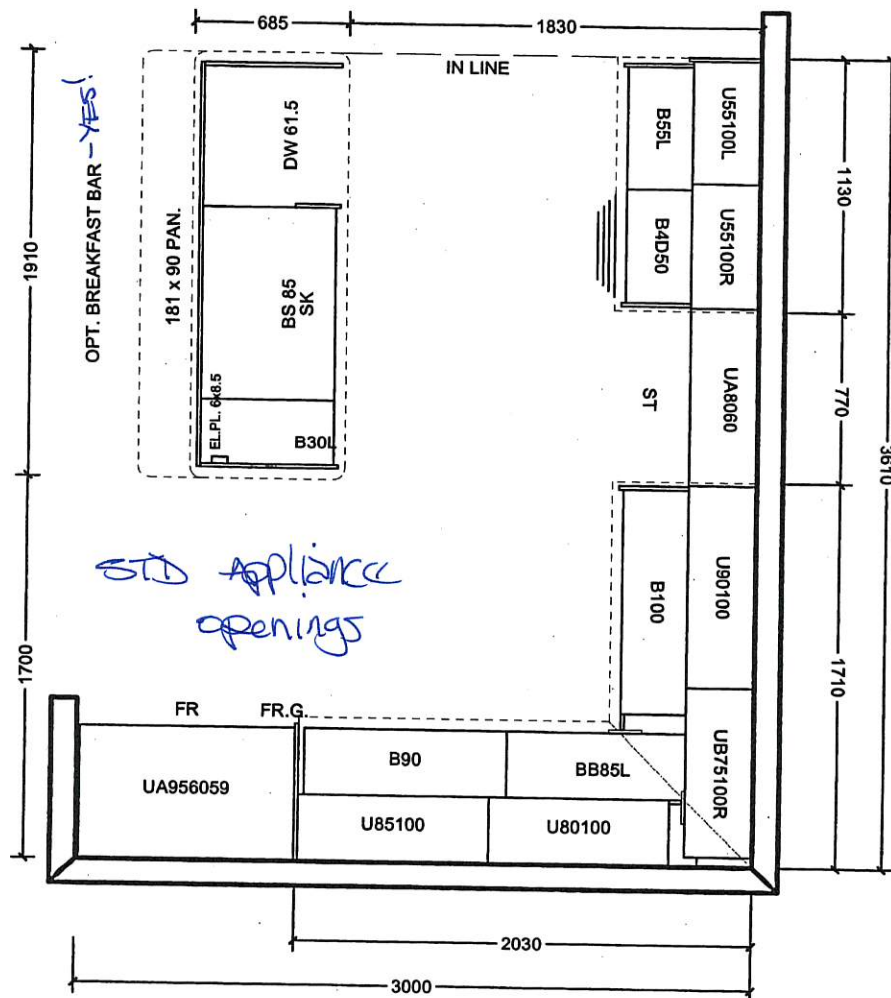 685
1830
IN LINE
OPT. BREAKFAST BAR – YES!
181 x 90 PAN.
DW 61.5
BS 85
SK
EL.PL. 6x8.5
B30L
B55L
B4D50
U55100L
U55100R
ST
UA8060
B100
U90100
UB75100R
1130
770
1710
3670
1910
1700
STD Appliance
openings
FR
FR.G.
UA956059
B90
BB85L
U85100
U80100
2030
3000